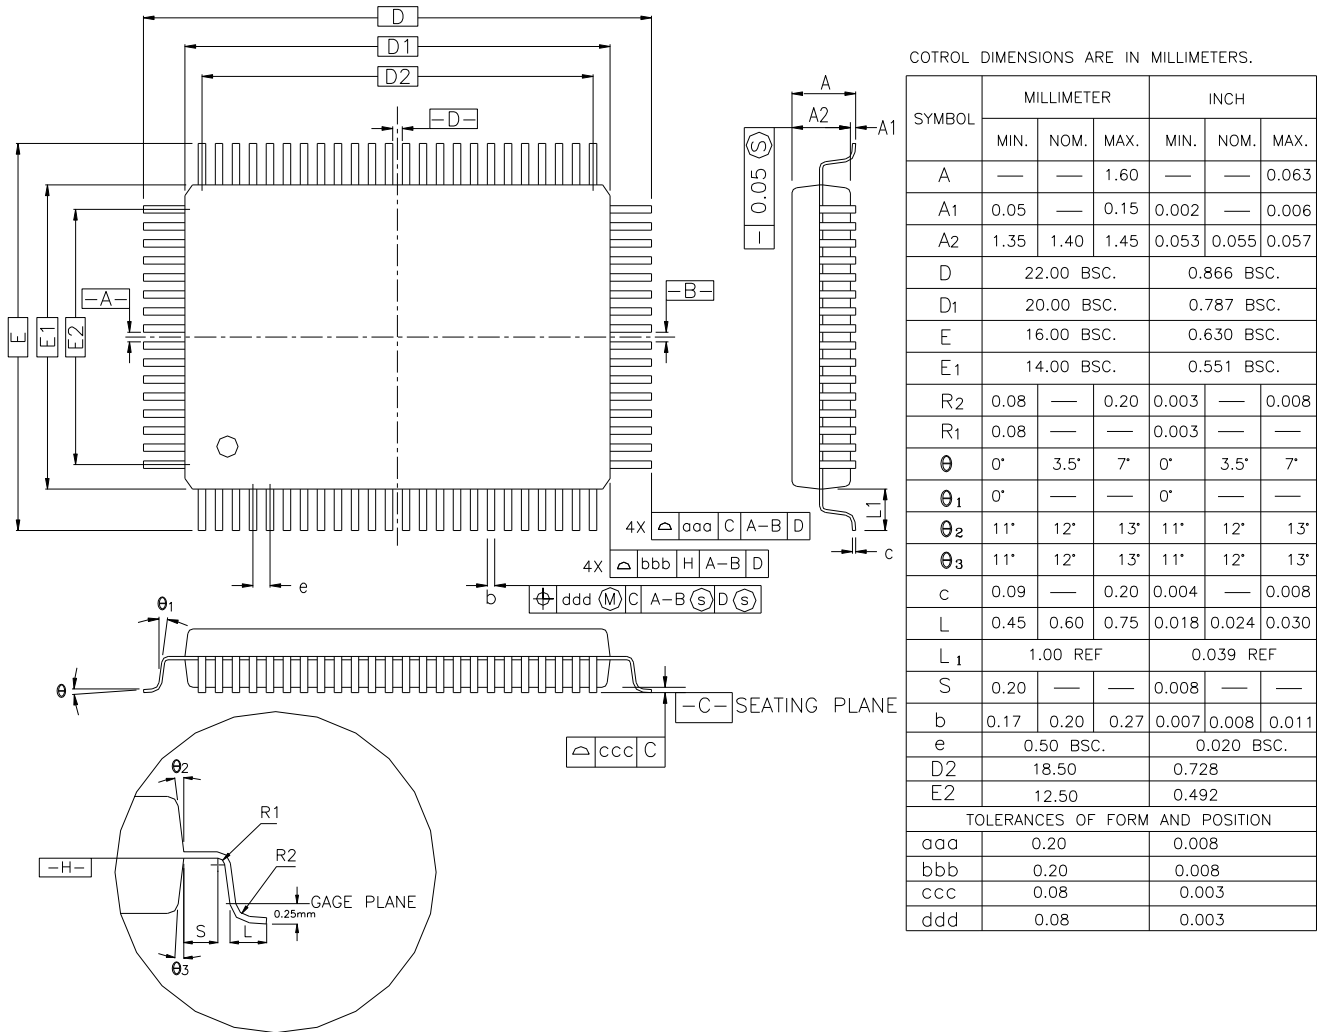 D
D1
D2
-D-
E
E1
E2
-A-
-B-
4X ⌓ aaa C A-B D
4X ⌓ bbb H A-B D
e
b
⌖ ddd Ⓜ C A-B Ⓢ D Ⓢ
A
A2
A1
- 0.05 Ⓢ
L1
c
θ1
θ
-C- SEATING PLANE
⌓ ccc C
θ2
R1
R2
-H-
GAGE PLANE
0.25mm
S
L
θ3
COTROL DIMENSIONS ARE IN MILLIMETERS.
SYMBOL MILLIMETER INCH
MIN. NOM. MAX. MIN. NOM. MAX.
A — — 1.60 — — 0.063
A1 0.05 — 0.15 0.002 — 0.006
A2 1.35 1.40 1.45 0.053 0.055 0.057
D 22.00 BSC. 0.866 BSC.
D1 20.00 BSC. 0.787 BSC.
E 16.00 BSC. 0.630 BSC.
E1 14.00 BSC. 0.551 BSC.
R2 0.08 — 0.20 0.003 — 0.008
R1 0.08 — — 0.003 — —
θ 0° 3.5° 7° 0° 3.5° 7°
θ1 0° — — 0° — —
θ2 11° 12° 13° 11° 12° 13°
θ3 11° 12° 13° 11° 12° 13°
c 0.09 — 0.20 0.004 — 0.008
L 0.45 0.60 0.75 0.018 0.024 0.030
L1 1.00 REF 0.039 REF
S 0.20 — — 0.008 — —
b 0.17 0.20 0.27 0.007 0.008 0.011
e 0.50 BSC. 0.020 BSC.
D2 18.50 0.728
E2 12.50 0.492
TOLERANCES OF FORM AND POSITION
aaa 0.20 0.008
bbb 0.20 0.008
ccc 0.08 0.003
ddd 0.08 0.003